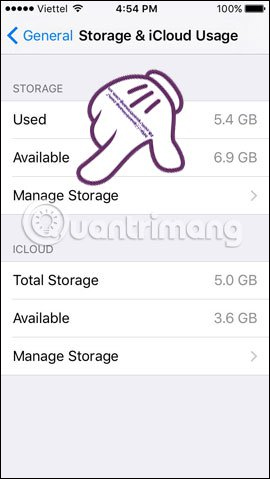 Viettel 4:54 PM 100%
General Storage & iCloud Usage
STORAGE
Used 5.4 GB
Available 6.9 GB
Manage Storage
Quantrimang
ICLOUD
Total Storage 5.0 GB
Available 3.6 GB
Manage Storage